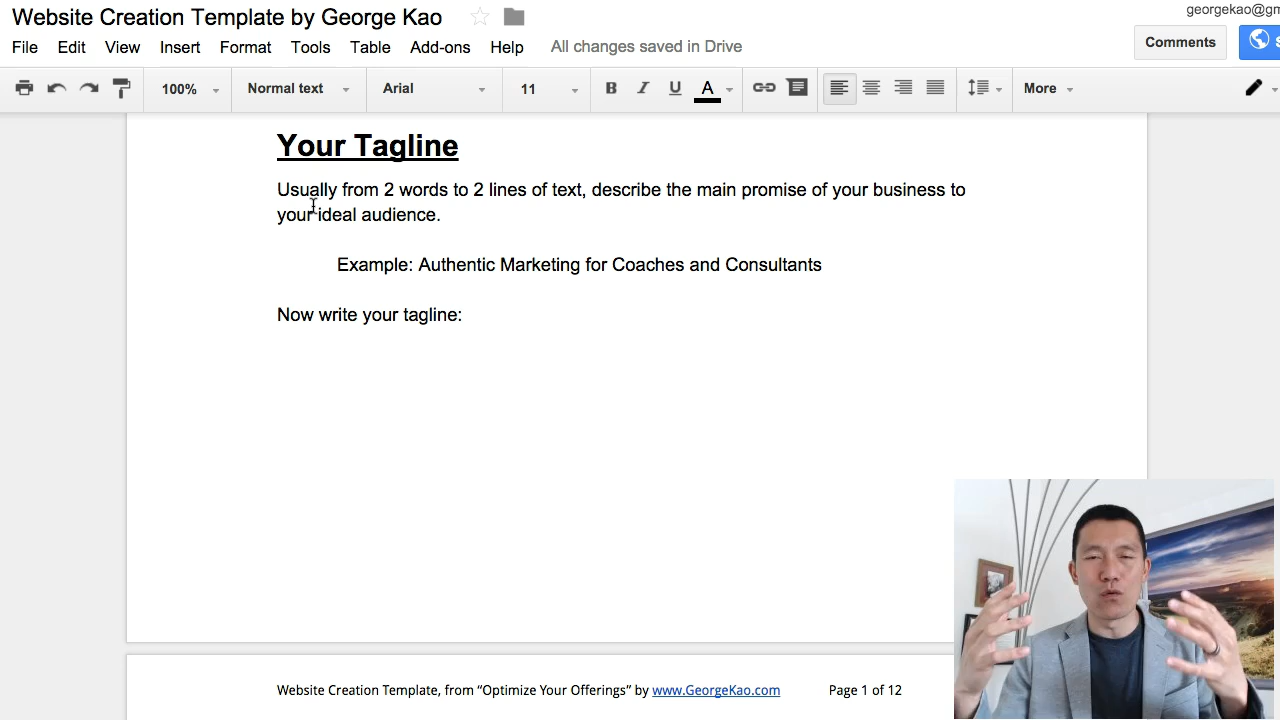 Website Creation Template by George Kao
georgekao@gm
File Edit View Insert Format Tools Table Add-ons Help All changes saved in Drive
Comments
100% Normal text Arial 11 B I U A More
Your Tagline
Usually from 2 words to 2 lines of text, describe the main promise of your business to
your ideal audience.
Example: Authentic Marketing for Coaches and Consultants
Now write your tagline:
Website Creation Template, from “Optimize Your Offerings” by www.GeorgeKao.com Page 1 of 12